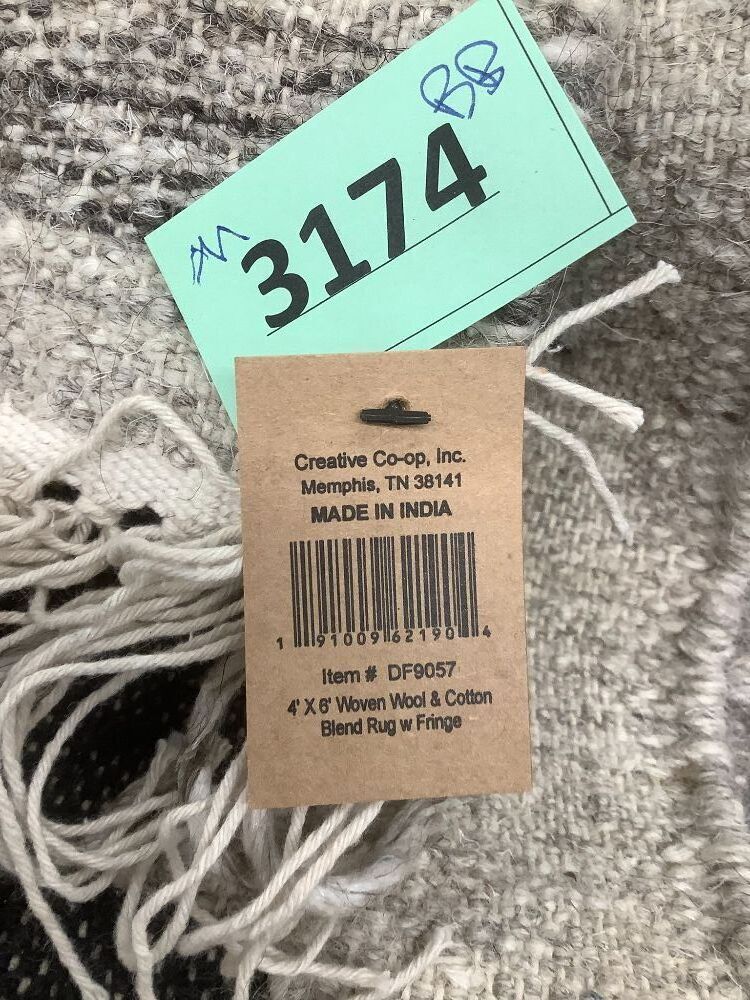 BB
3174
Creative Co-op, Inc.
Memphis, TN 38141
MADE IN INDIA
1 91009 62190 4
Item # DF9057
4' X 6' Woven Wool & Cotton
Blend Rug w Fringe